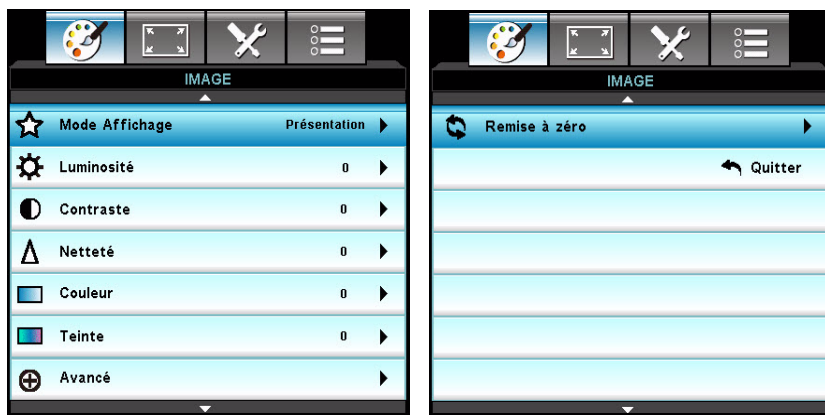 IMAGE
Mode Affichage Présentation
Luminosité 0
Contraste 0
Netteté 0
Couleur 0
Teinte 0
Avancé
IMAGE
Remise à zéro
Quitter